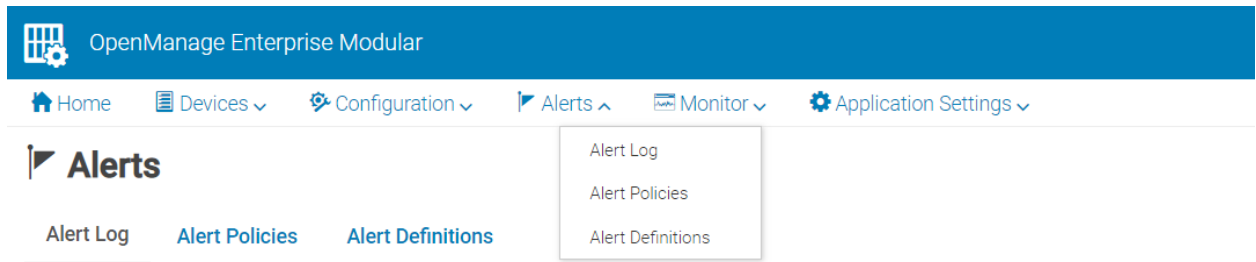 OpenManage Enterprise Modular
Home Devices Configuration Alerts Monitor Application Settings
Alerts
Alert Log
Alert Policies
Alert Definitions
Alert Log Alert Policies Alert Definitions